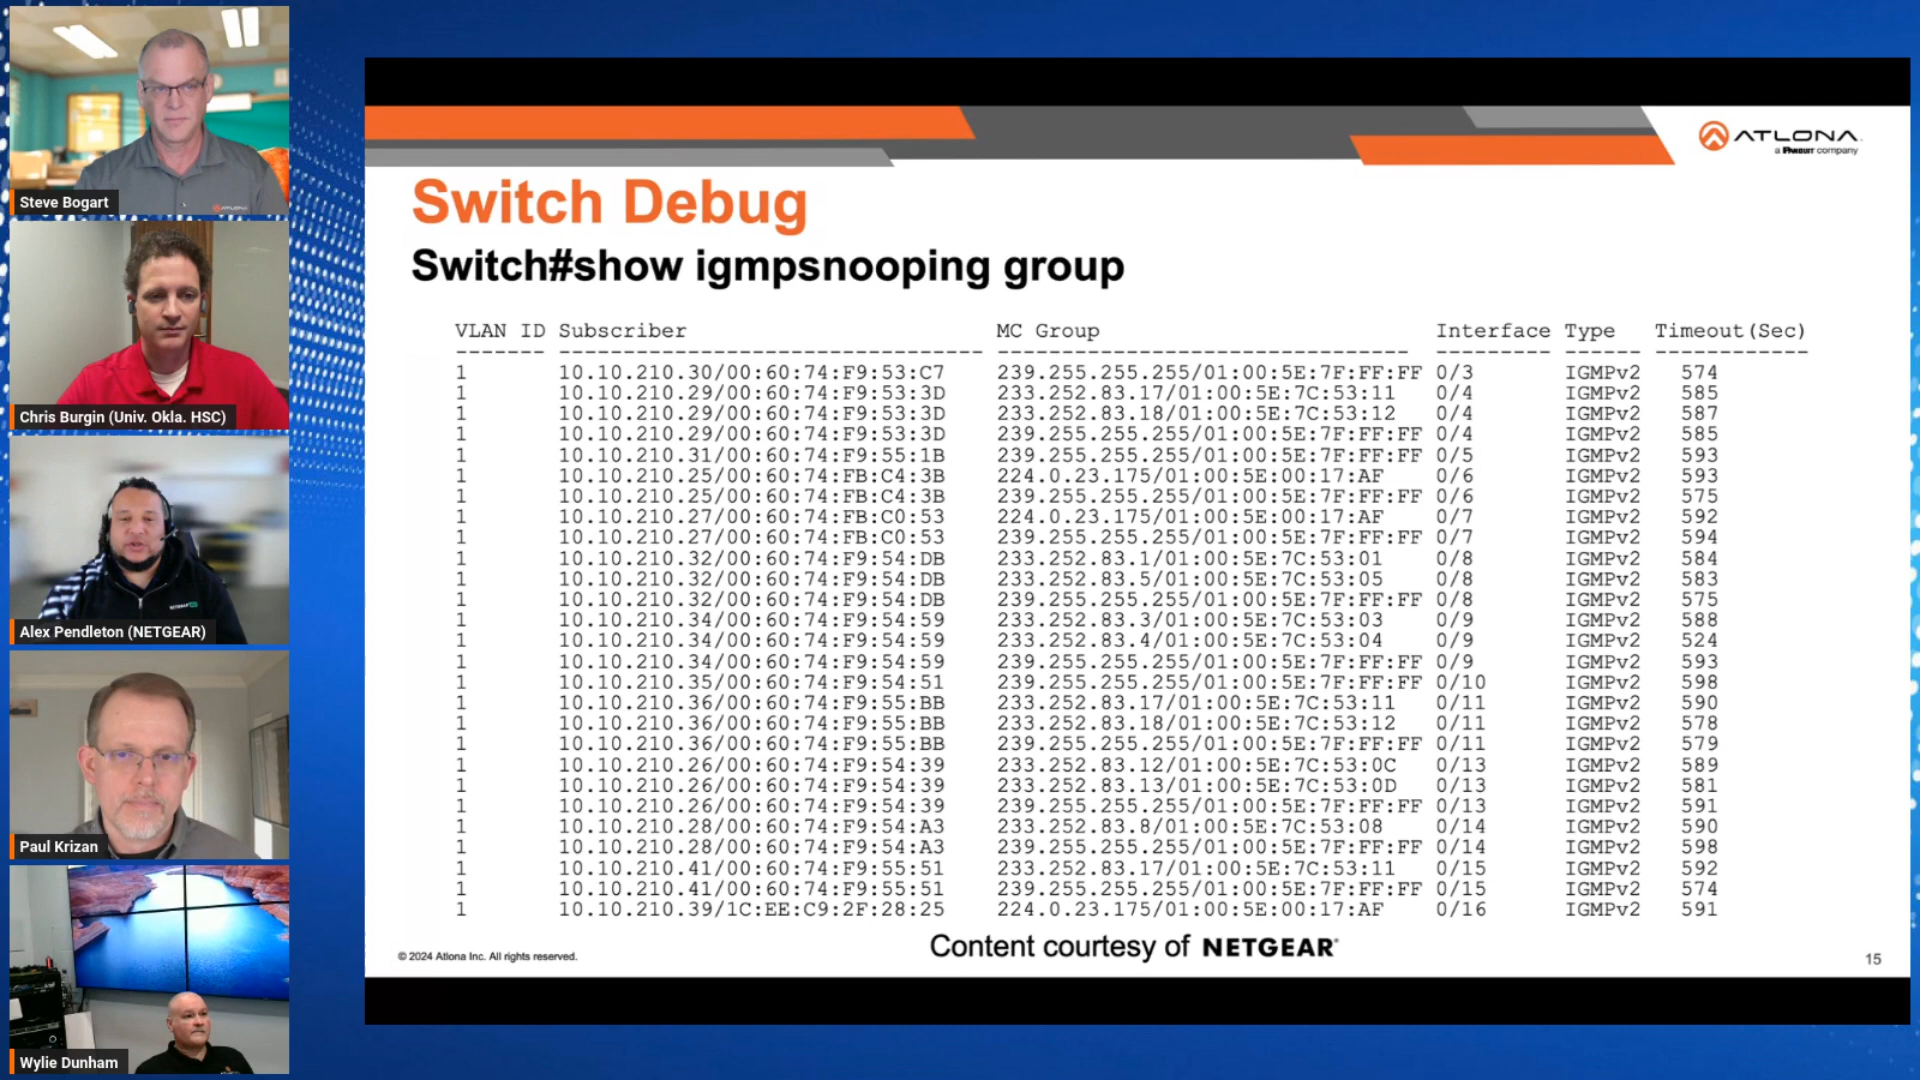 Steve Bogart
Chris Burgin (Univ. Okla. HSC)
Alex Pendleton (NETGEAR)
Paul Krizan
Wylie Dunham
ATLONA
a PANDUIT company
Switch Debug
Switch#show igmpsnooping group
VLAN ID Subscriber MC Group Interface Type Timeout(Sec)
------- --------------------------------- -------------------------------- --------- ------ ------------
1 10.10.210.30/00:60:74:F9:53:C7 239.255.255.255/01:00:5E:7F:FF:FF 0/3 IGMPv2 574
1 10.10.210.29/00:60:74:F9:53:3D 233.252.83.17/01:00:5E:7C:53:11 0/4 IGMPv2 585
1 10.10.210.29/00:60:74:F9:53:3D 233.252.83.18/01:00:5E:7C:53:12 0/4 IGMPv2 587
1 10.10.210.29/00:60:74:F9:53:3D 239.255.255.255/01:00:5E:7F:FF:FF 0/4 IGMPv2 585
1 10.10.210.31/00:60:74:F9:55:1B 239.255.255.255/01:00:5E:7F:FF:FF 0/5 IGMPv2 593
1 10.10.210.25/00:60:74:FB:C4:3B 224.0.23.175/01:00:5E:00:17:AF 0/6 IGMPv2 593
1 10.10.210.25/00:60:74:FB:C4:3B 239.255.255.255/01:00:5E:7F:FF:FF 0/6 IGMPv2 575
1 10.10.210.27/00:60:74:FB:C0:53 224.0.23.175/01:00:5E:00:17:AF 0/7 IGMPv2 592
1 10.10.210.27/00:60:74:FB:C0:53 239.255.255.255/01:00:5E:7F:FF:FF 0/7 IGMPv2 594
1 10.10.210.32/00:60:74:F9:54:DB 233.252.83.1/01:00:5E:7C:53:01 0/8 IGMPv2 584
1 10.10.210.32/00:60:74:F9:54:DB 233.252.83.5/01:00:5E:7C:53:05 0/8 IGMPv2 583
1 10.10.210.32/00:60:74:F9:54:DB 239.255.255.255/01:00:5E:7F:FF:FF 0/8 IGMPv2 575
1 10.10.210.34/00:60:74:F9:54:59 233.252.83.3/01:00:5E:7C:53:03 0/9 IGMPv2 588
1 10.10.210.34/00:60:74:F9:54:59 233.252.83.4/01:00:5E:7C:53:04 0/9 IGMPv2 524
1 10.10.210.34/00:60:74:F9:54:59 239.255.255.255/01:00:5E:7F:FF:FF 0/9 IGMPv2 593
1 10.10.210.35/00:60:74:F9:54:51 239.255.255.255/01:00:5E:7F:FF:FF 0/10 IGMPv2 598
1 10.10.210.36/00:60:74:F9:55:BB 233.252.83.17/01:00:5E:7C:53:11 0/11 IGMPv2 590
1 10.10.210.36/00:60:74:F9:55:BB 233.252.83.18/01:00:5E:7C:53:12 0/11 IGMPv2 578
1 10.10.210.36/00:60:74:F9:55:BB 239.255.255.255/01:00:5E:7F:FF:FF 0/11 IGMPv2 579
1 10.10.210.26/00:60:74:F9:54:39 233.252.83.12/01:00:5E:7C:53:0C 0/13 IGMPv2 589
1 10.10.210.26/00:60:74:F9:54:39 233.252.83.13/01:00:5E:7C:53:0D 0/13 IGMPv2 581
1 10.10.210.26/00:60:74:F9:54:39 239.255.255.255/01:00:5E:7F:FF:FF 0/13 IGMPv2 591
1 10.10.210.28/00:60:74:F9:54:A3 233.252.83.8/01:00:5E:7C:53:08 0/14 IGMPv2 590
1 10.10.210.28/00:60:74:F9:54:A3 239.255.255.255/01:00:5E:7F:FF:FF 0/14 IGMPv2 598
1 10.10.210.41/00:60:74:F9:55:51 233.252.83.17/01:00:5E:7C:53:11 0/15 IGMPv2 592
1 10.10.210.41/00:60:74:F9:55:51 239.255.255.255/01:00:5E:7F:FF:FF 0/15 IGMPv2 574
1 10.10.210.39/1C:EE:C9:2F:28:25 224.0.23.175/01:00:5E:00:17:AF 0/16 IGMPv2 591
Content courtesy of NETGEAR
© 2024 Atlona Inc. All rights reserved.
15